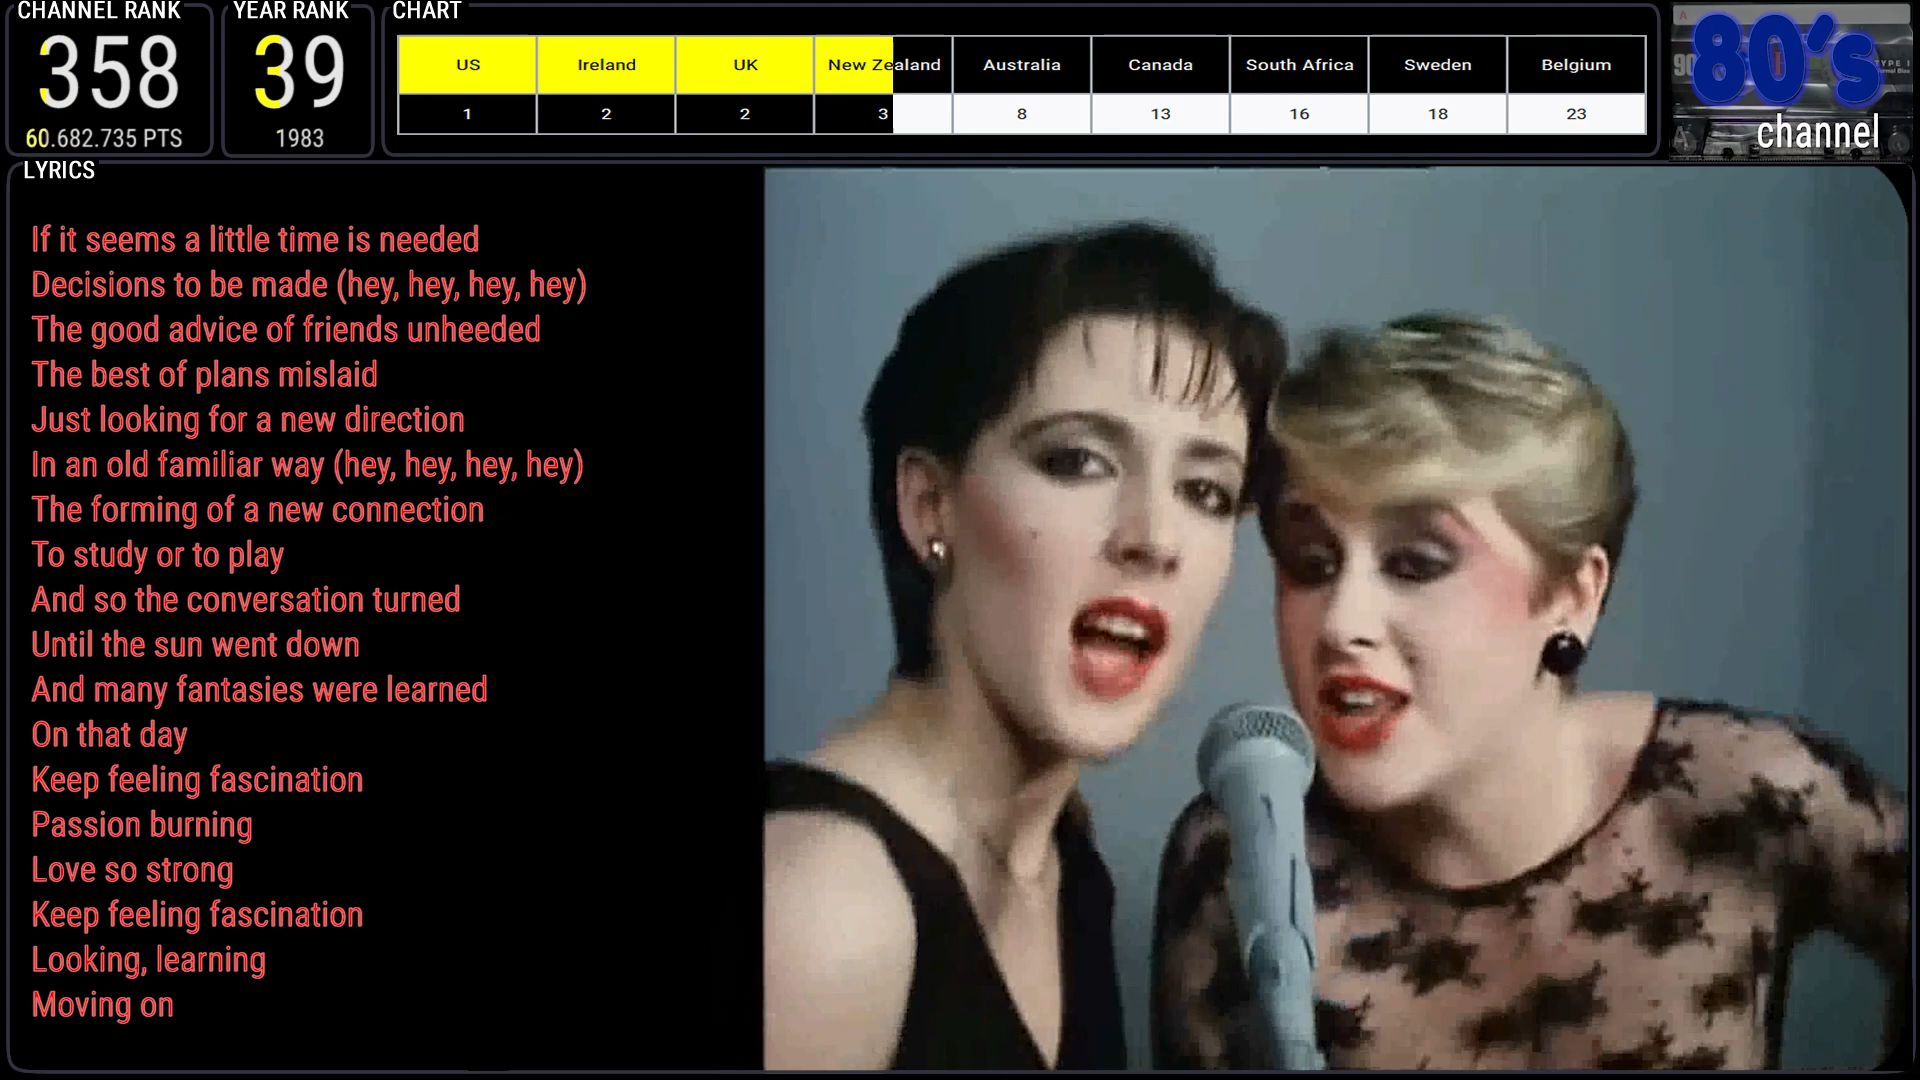 CHANNEL RANK
358
60.682.735 PTS
YEAR RANK
39
1983
CHART
US Ireland UK New Zealand Australia Canada South Africa Sweden Belgium
1 2 2 3 8 13 16 18 23
A
90
TYPE I
80's
channel
LYRICS
If it seems a little time is needed
Decisions to be made (hey, hey, hey, hey)
The good advice of friends unheeded
The best of plans mislaid
Just looking for a new direction
In an old familiar way (hey, hey, hey, hey)
The forming of a new connection
To study or to play
And so the conversation turned
Until the sun went down
And many fantasies were learned
On that day
Keep feeling fascination
Passion burning
Love so strong
Keep feeling fascination
Looking, learning
Moving on